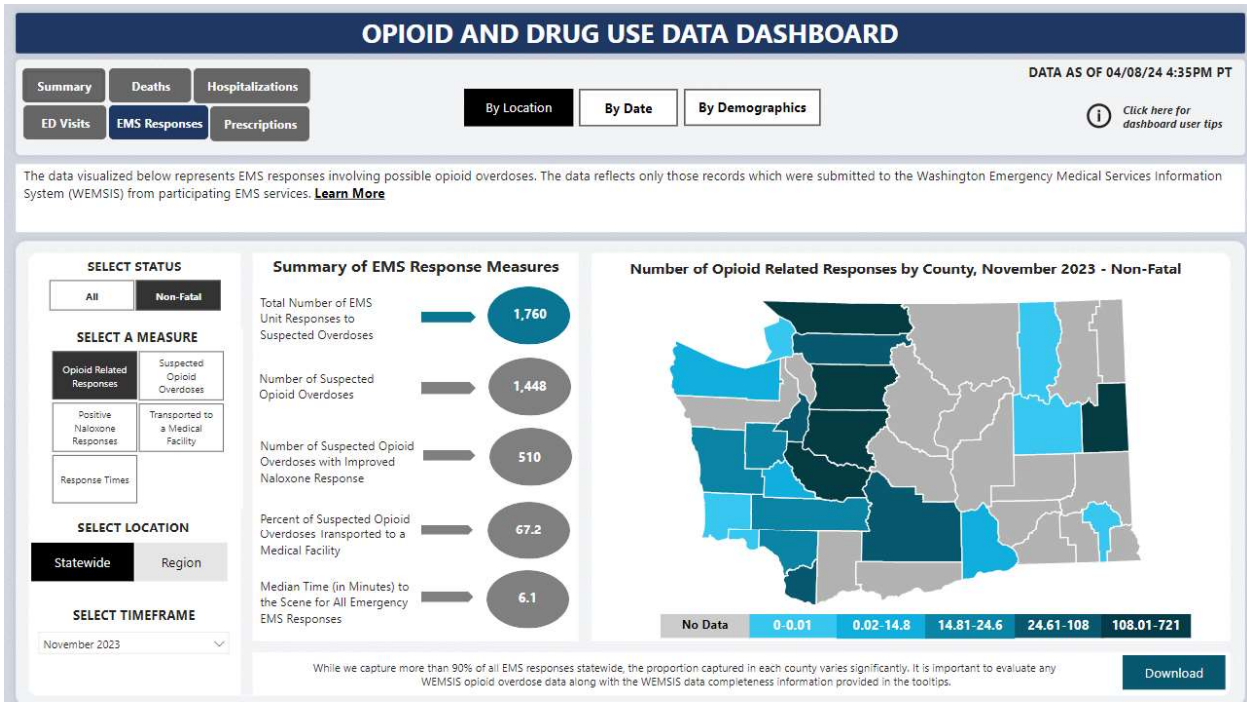 OPIOID AND DRUG USE DATA DASHBOARD
Summary
Deaths
Hospitalizations
ED Visits
EMS Responses
Prescriptions
By Location
By Date
By Demographics
DATA AS OF 04/08/24 4:35PM PT
Click here for
dashboard user tips
The data visualized below represents EMS responses involving possible opioid overdoses. The data reflects only those records which were submitted to the Washington Emergency Medical Services Information
System (WEMSIS) from participating EMS services. Learn More
SELECT STATUS
All
Non-Fatal
SELECT A MEASURE
Opioid Related
Responses
Suspected
Opioid
Overdoses
Positive
Naloxone
Responses
Transported to
a Medical
Facility
Response Times
SELECT LOCATION
Statewide
Region
SELECT TIMEFRAME
November 2023
Summary of EMS Response Measures
Total Number of EMS
Unit Responses to
Suspected Overdoses
1,760
Number of Suspected
Opioid Overdoses
1,448
Number of Suspected Opioid
Overdoses with Improved
Naloxone Response
510
Percent of Suspected Opioid
Overdoses Transported to a
Medical Facility
67.2
Median Time (in Minutes) to
the Scene for All Emergency
EMS Responses
6.1
Number of Opioid Related Responses by County, November 2023 - Non-Fatal
No Data
0-0.01
0.02-14.8
14.81-24.6
24.61-108
108.01-721
While we capture more than 90% of all EMS responses statewide, the proportion captured in each county varies significantly. It is important to evaluate any
WEMSIS opioid overdose data along with the WEMSIS data completeness information provided in the tooltips.
Download